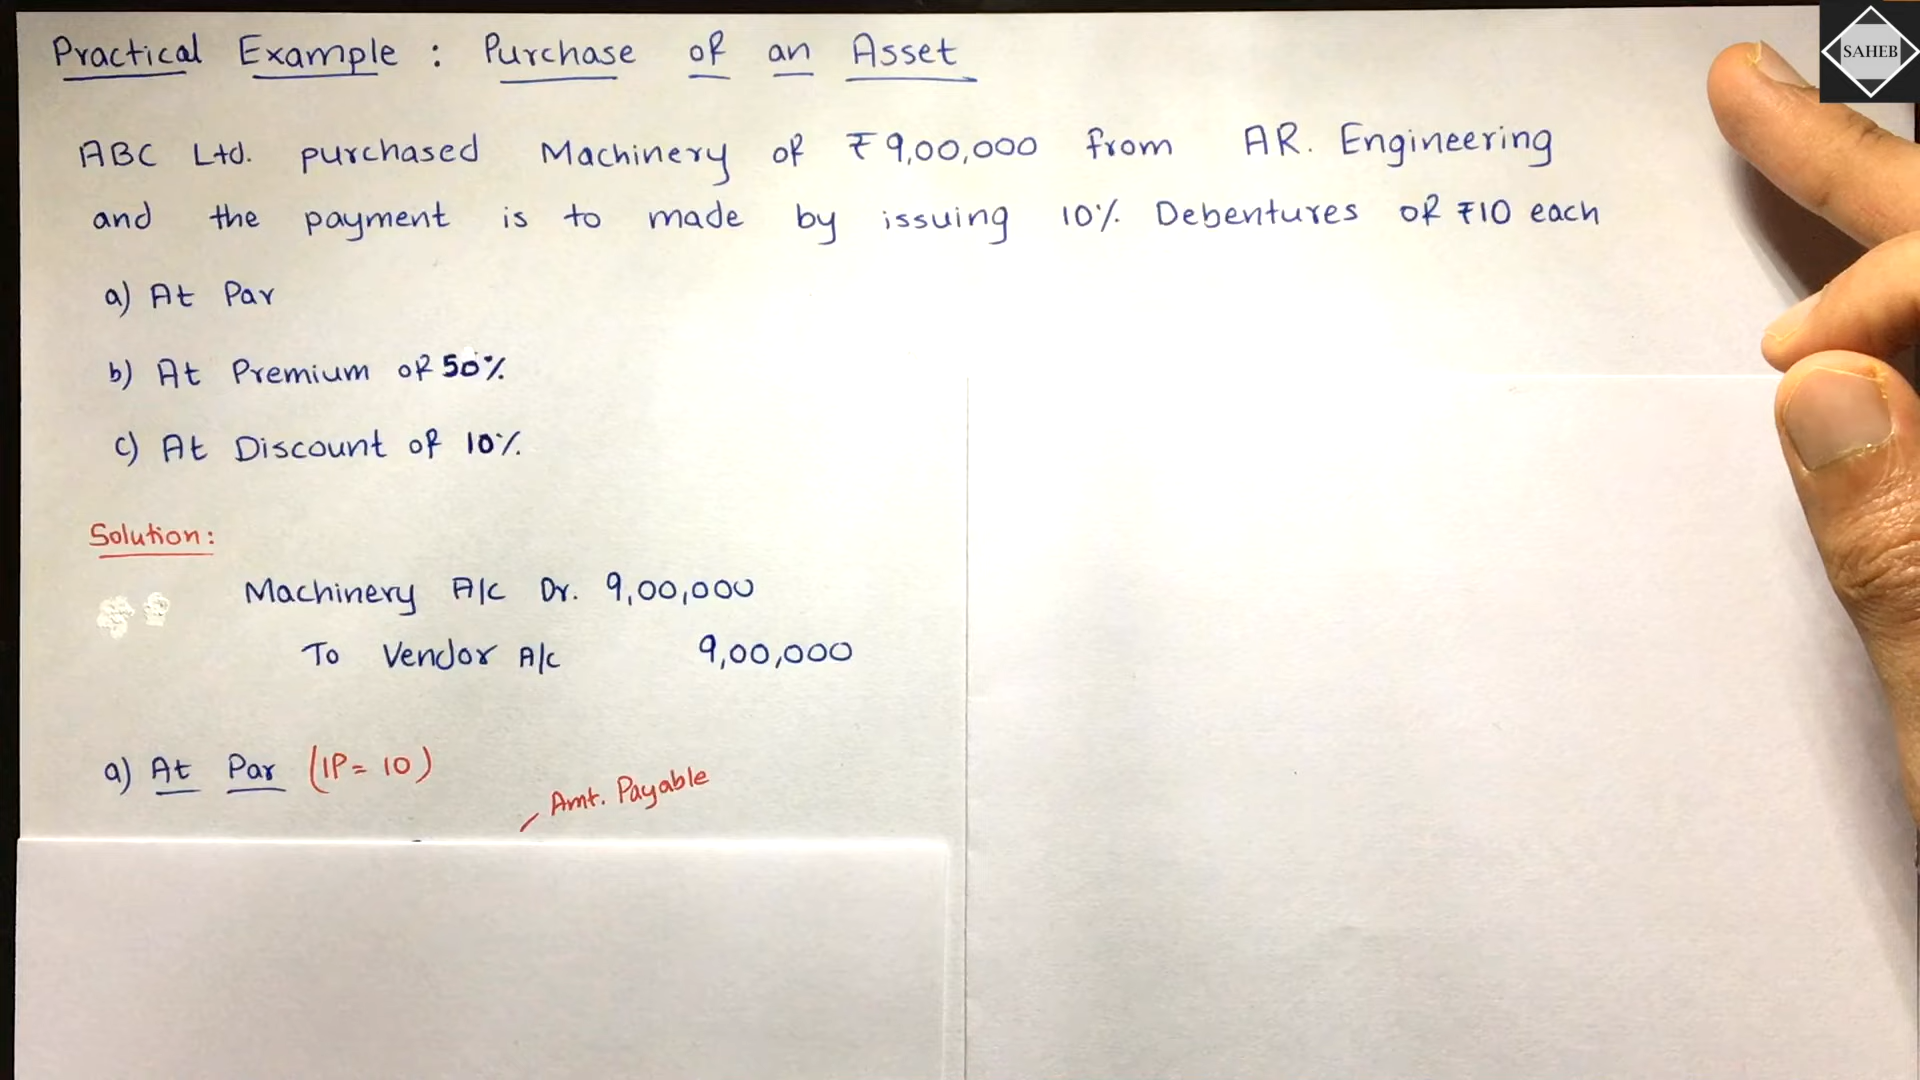 Practical Example : Purchase of an Asset
SAHEB
ABC Ltd. purchased Machinery of ₹9,00,000 from AR. Engineering
and the payment is to made by issuing 10% Debentures of ₹10 each
a) At Par
b) At Premium of 50%
c) At Discount of 10%
Solution:
Machinery A/c Dr. 9,00,000
To Vendor A/c 9,00,000
a) At Par (IP = 10)
Amt. Payable